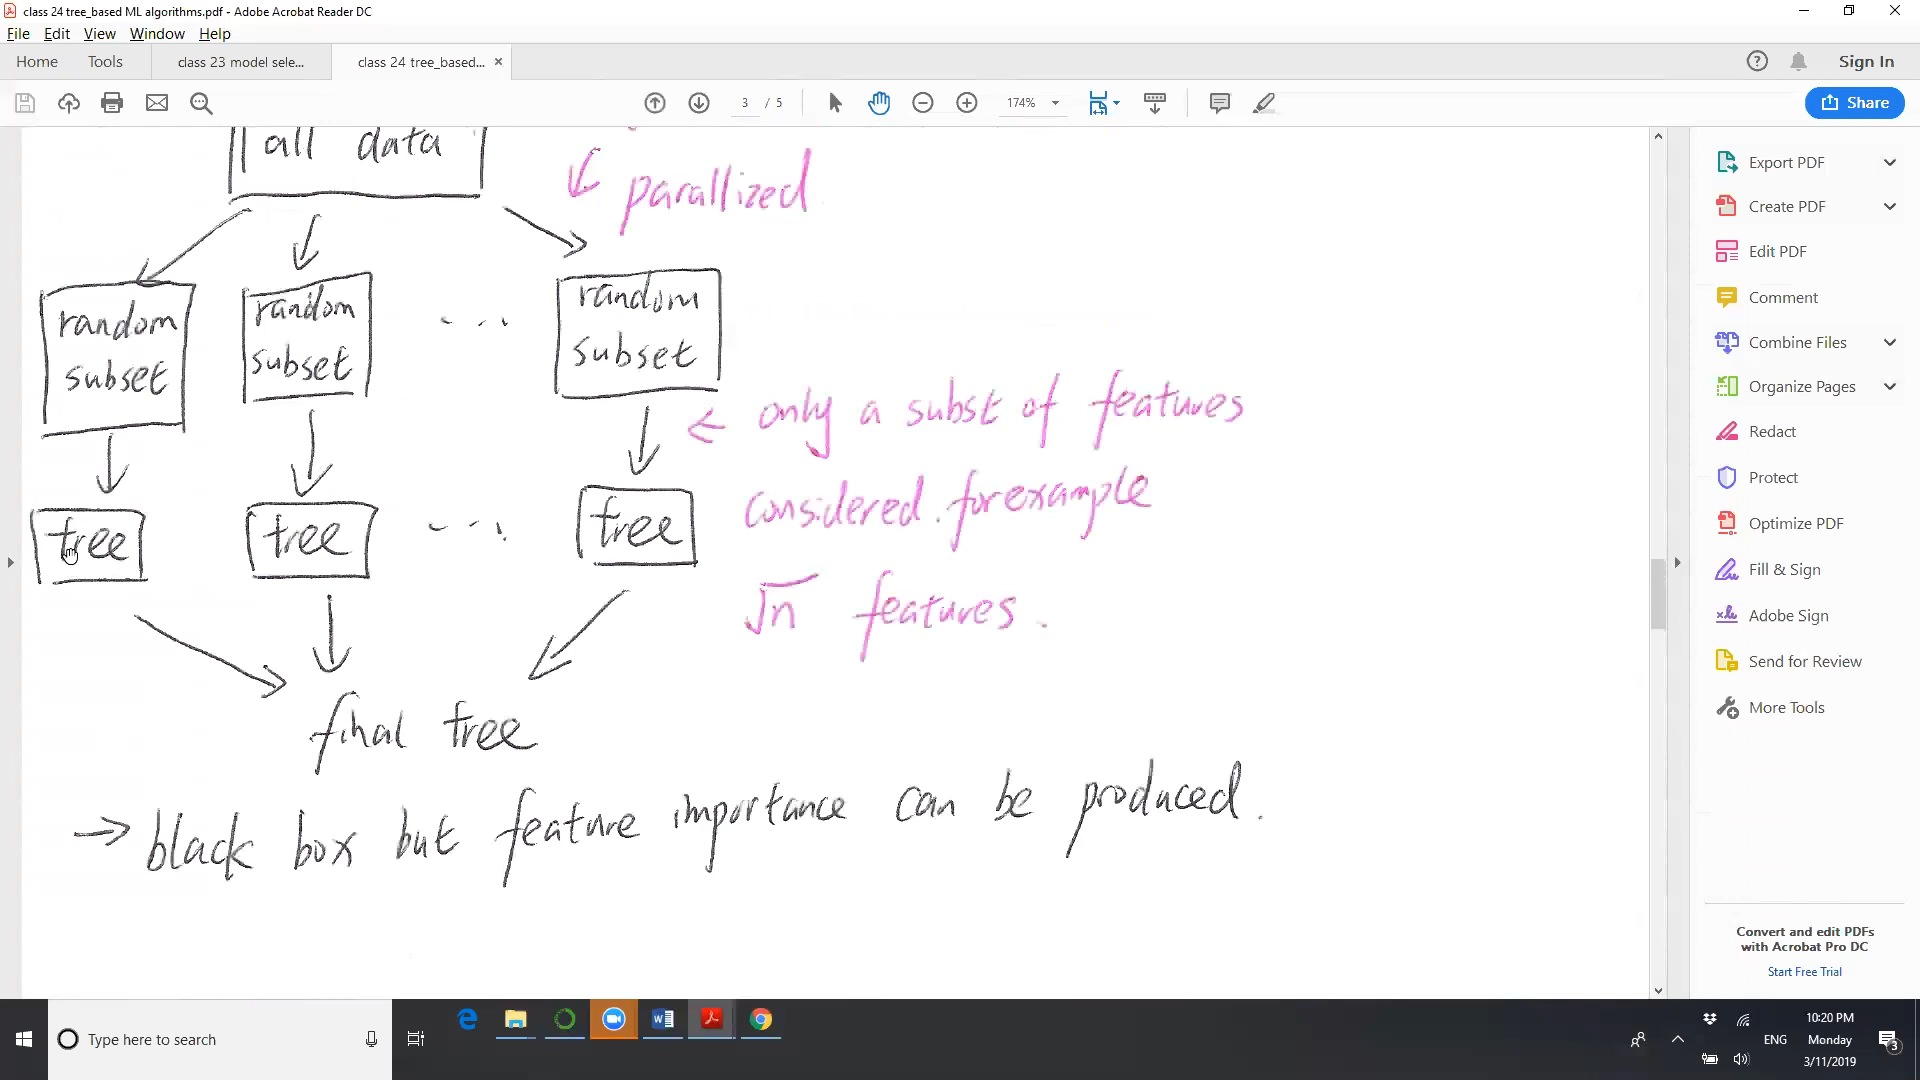 class 24 tree_based ML algorithms.pdf - Adobe Acrobat Reader DC
File Edit View Window Help
Home Tools class 23 model sele... class 24 tree_based... × Sign In
3 / 5 174% Share
all data
parallized
random subset
random subset
...
random subset
only a subst of features
considered. for example
√n features.
tree tree ... tree
final tree
→ black box but feature importance can be produced.
Export PDF
Create PDF
Edit PDF
Comment
Combine Files
Organize Pages
Redact
Protect
Optimize PDF
Fill & Sign
Adobe Sign
Send for Review
More Tools
Convert and edit PDFs
with Acrobat Pro DC
Start Free Trial
Type here to search
ENG
10:20 PM
Monday
3/11/2019
3